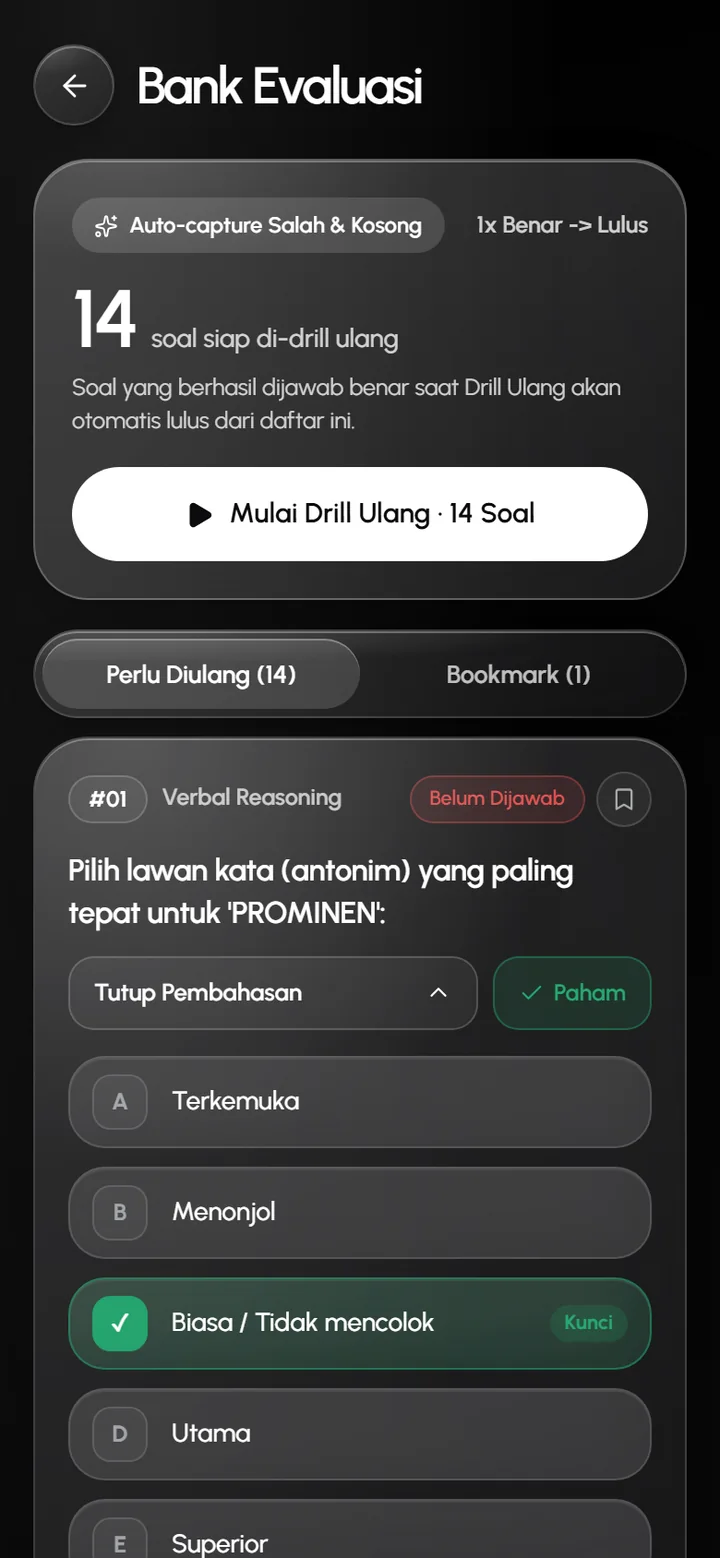 Bank Evaluasi
Auto-capture Salah & Kosong
1x Benar -> Lulus
14 soal siap di-drill ulang
Soal yang berhasil dijawab benar saat Drill Ulang akan
otomatis lulus dari daftar ini.
Mulai Drill Ulang · 14 Soal
Perlu Diulang (14)
Bookmark (1)
#01
Verbal Reasoning
Belum Dijawab
Pilih lawan kata (antonim) yang paling
tepat untuk 'PROMINEN':
Tutup Pembahasan
✓ Paham
A Terkemuka
B Menonjol
✓ Biasa / Tidak mencolok
Kunci
D Utama
E Superior